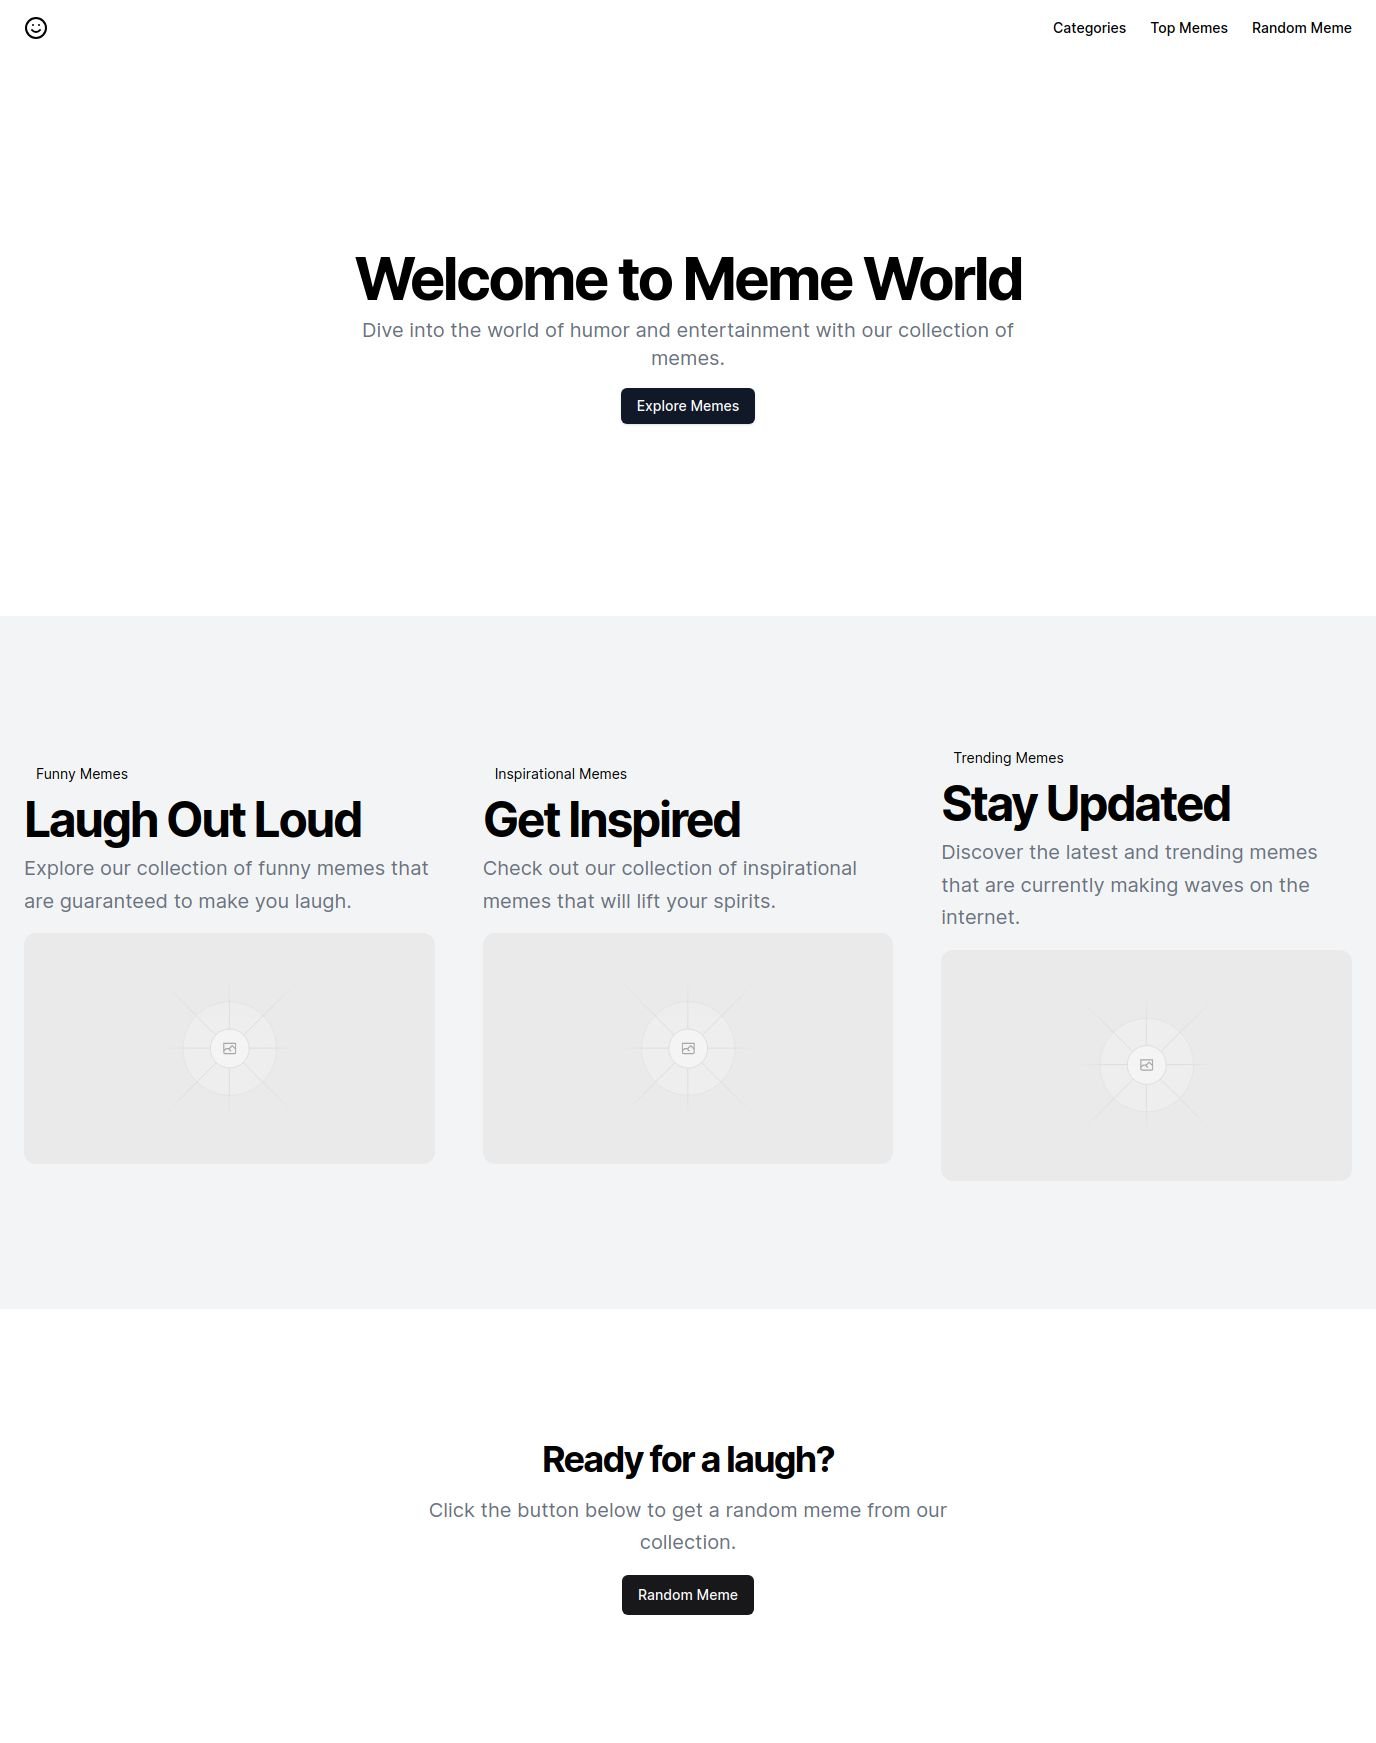 Categories
Top Memes
Random Meme
Welcome to Meme World
Dive into the world of humor and entertainment with our collection of
memes.
Explore Memes
Funny Memes
Laugh Out Loud
Explore our collection of funny memes that
are guaranteed to make you laugh.
Inspirational Memes
Get Inspired
Check out our collection of inspirational
memes that will lift your spirits.
Trending Memes
Stay Updated
Discover the latest and trending memes
that are currently making waves on the
internet.
Ready for a laugh?
Click the button below to get a random meme from our
collection.
Random Meme